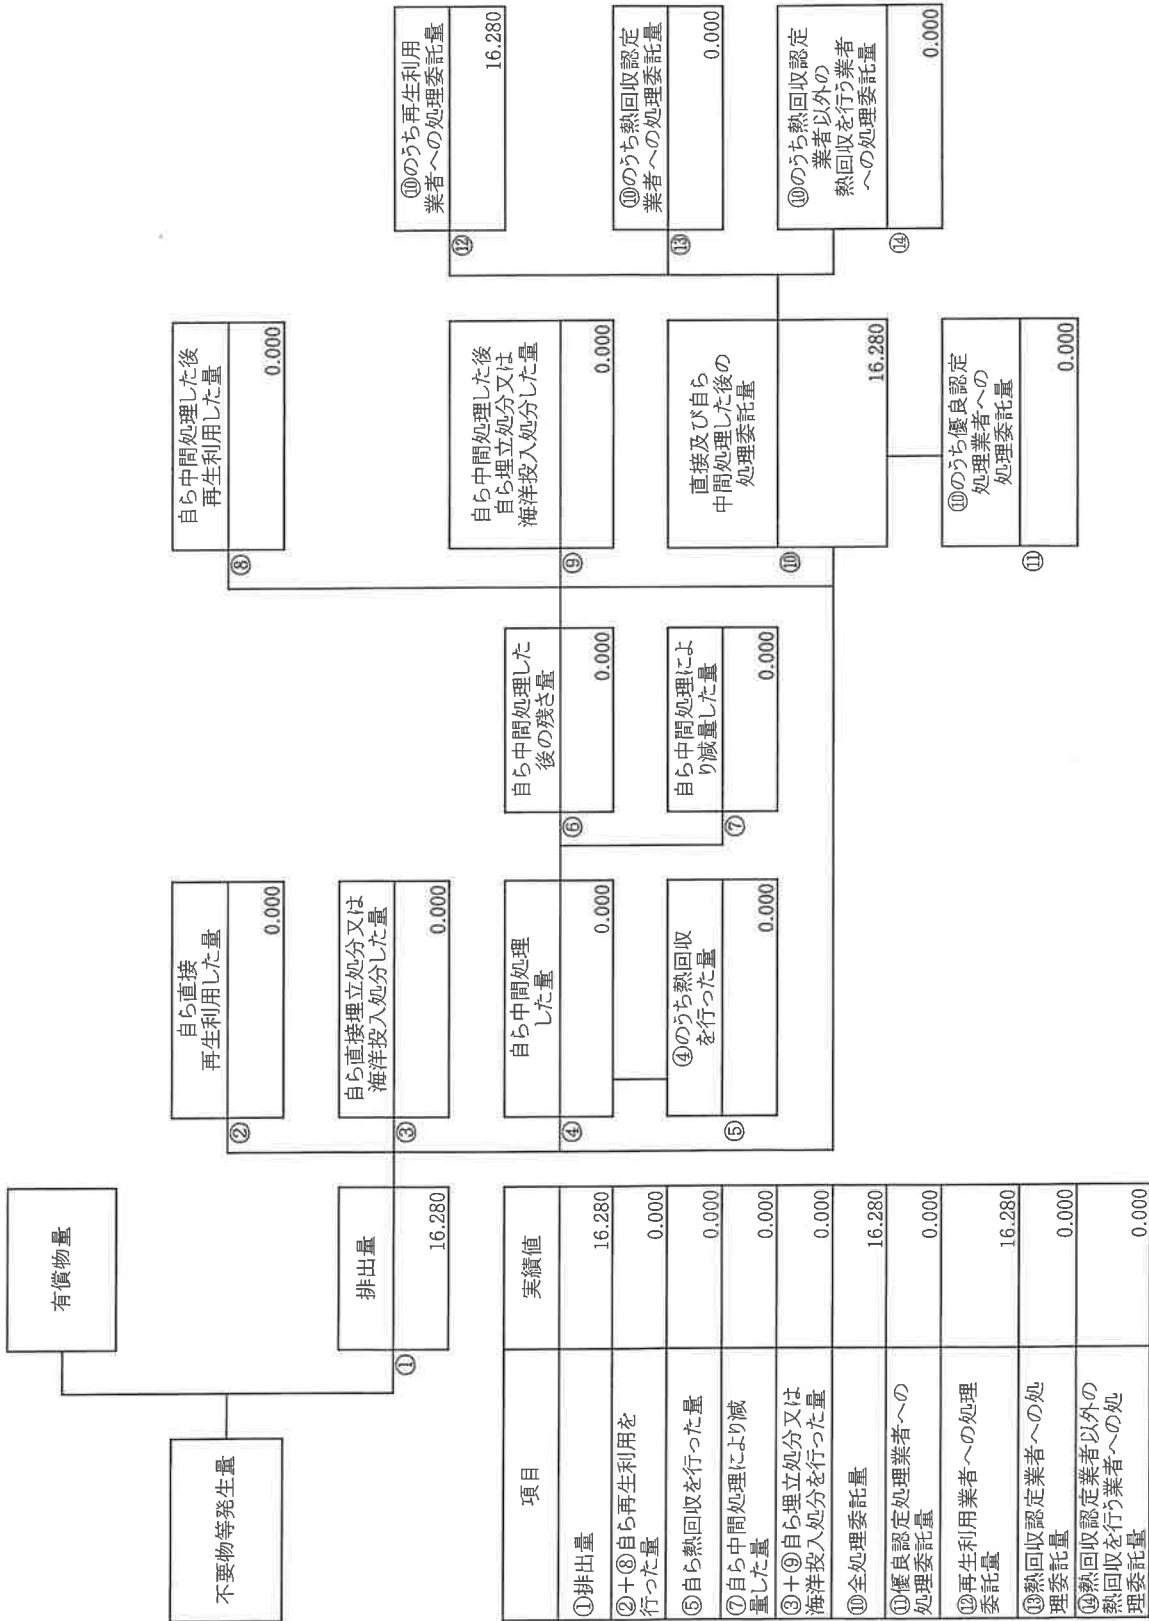 不要物等発生量
有償物量
①
排出量
16.280
②
自ら直接
再生利用した量
0.000
③
自ら直接埋立処分又は
海洋投入処分した量
0.000
④
自ら中間処理
した量
0.000
⑤
④のうち熱回収
を行った量
0.000
⑥
自ら中間処理した
後の残さ量
0.000
⑦
自ら中間処理によ
り減量した量
0.000
⑧
自ら中間処理した後
再生利用した量
0.000
⑨
自ら中間処理した後
自ら埋立処分又は
海洋投入処分した量
0.000
⑩
直接及び自ら
中間処理した後の
処理委託量
16.280
⑪
⑩のうち優良認定
処理業者への
処理委託量
0.000
⑫
⑩のうち再生利用
業者への処理委託量
16.280
⑬
⑩のうち熱回収認定
業者への処理委託量
0.000
⑭
⑩のうち熱回収認定
業者以外の
熱回収を行う業者
への処理委託量
0.000
項目 実績値
①排出量 16.280
②+⑧自ら再生利用を
行った量 0.000
⑤自ら熱回収を行った量 0.000
⑦自ら中間処理により減
量した量 0.000
③+⑨自ら埋立処分又は
海洋投入処分を行った量 0.000
⑩全処理委託量 16.280
⑪優良認定処理業者への
処理委託量 0.000
⑫再生利用業者への処理
委託量 16.280
⑬熱回収認定業者への処
理委託量 0.000
⑭熱回収認定業者以外の
熱回収を行う業者への処
理委託量 0.000